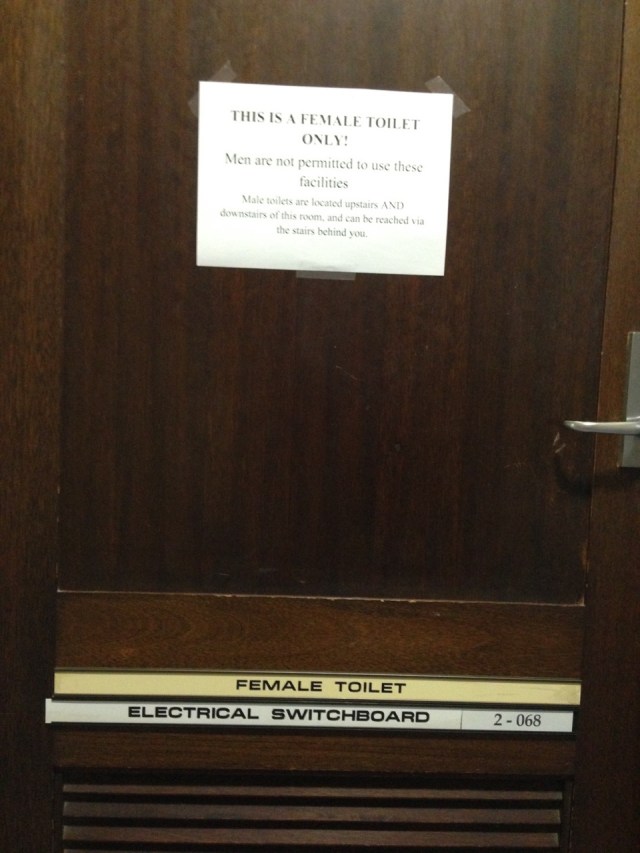 THIS IS A FEMALE TOILET
ONLY!
Men are not permitted to use these
facilities
Male toilets are located upstairs AND
downstairs of this room, and can be reached via
the stairs behind you.
FEMALE TOILET
ELECTRICAL SWITCHBOARD 2 - 068